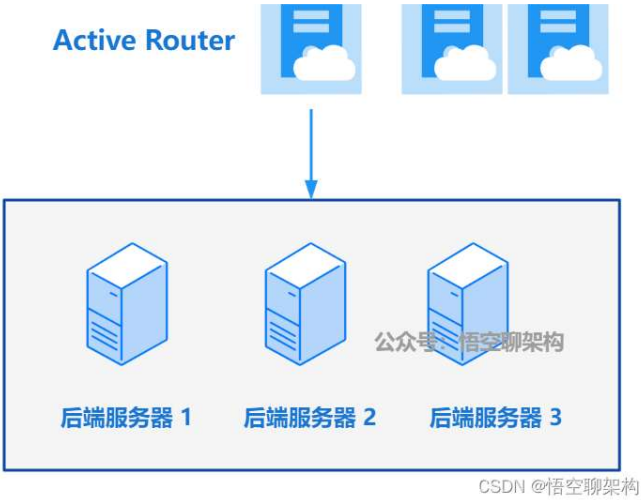 Active Router
公众号：悟空聊架构
后端服务器 1
后端服务器 2
后端服务器 3
CSDN @悟空聊架构